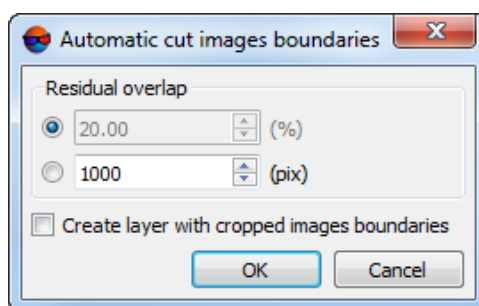 Automatic cut images boundaries
Residual overlap
20.00 (%)
1000 (pix)
Create layer with cropped images boundaries
OK Cancel